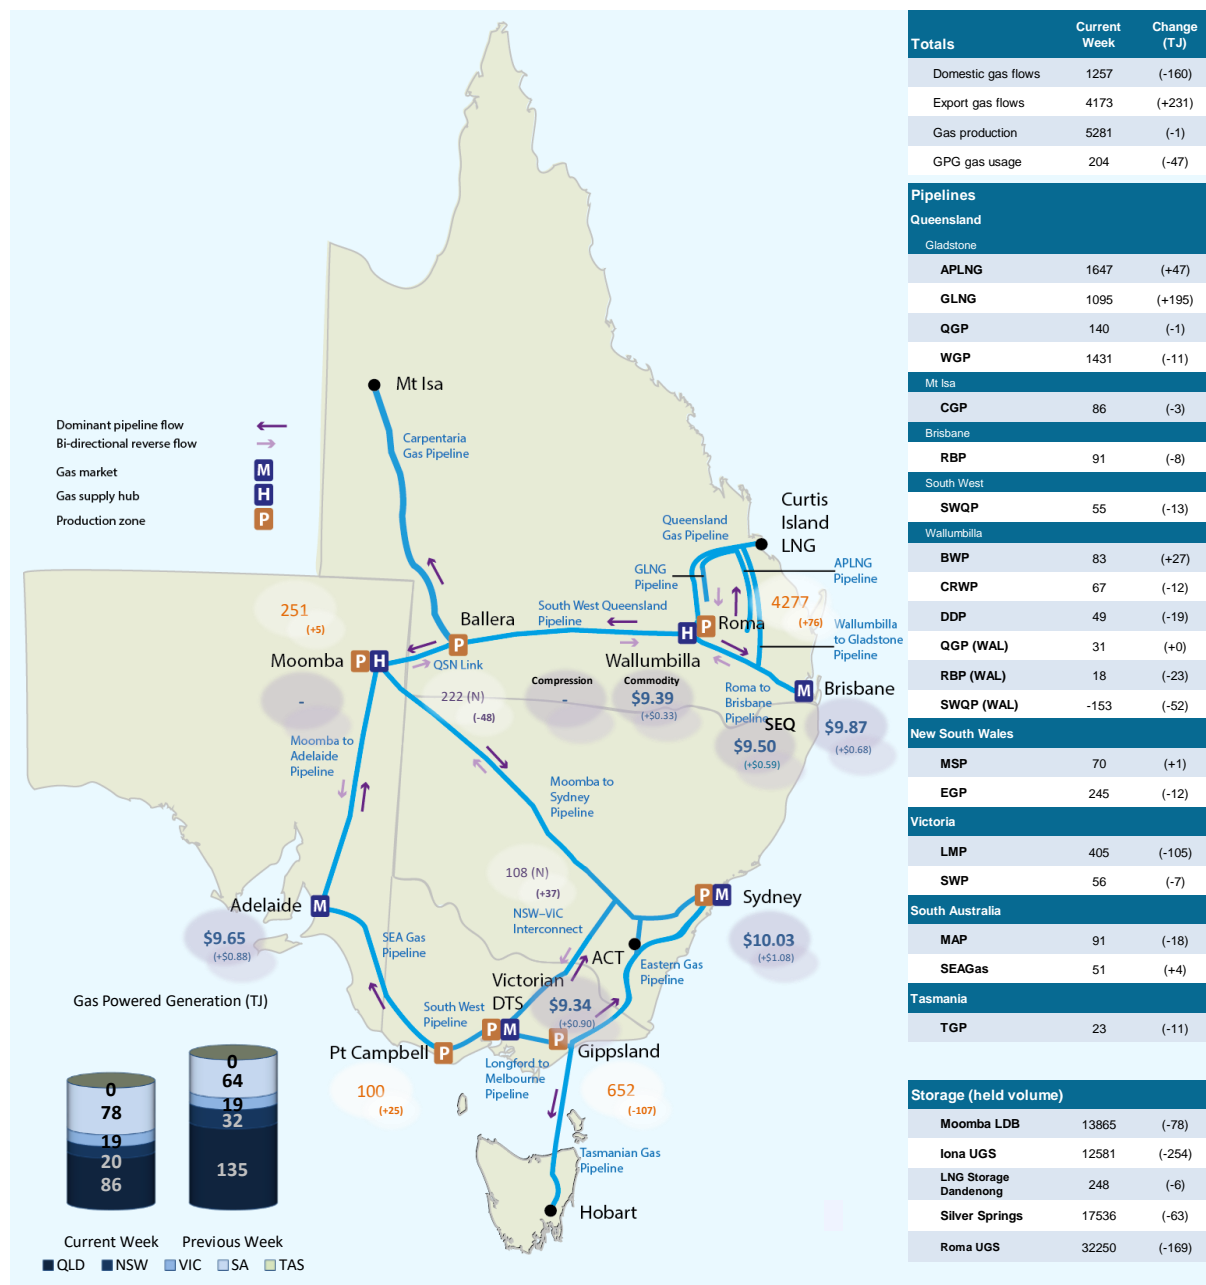 Dominant pipeline flow
Bi-directional reverse flow
Gas market M
Gas supply hub H
Production zone P
Mt Isa
Carpentaria
Gas Pipeline
Curtis
Island
LNG
Queensland
Gas Pipeline
GLNG
Pipeline
APLNG
Pipeline
4277
(+76)
Wallumbilla
to Gladstone
Pipeline
251
(+5)
Ballera
South West Queensland
Pipeline
H P Roma
Moomba P H
P
QSN Link
Wallumbilla
M Brisbane
-
222 (N)
(-48)
Compression
-
Commodity
$9.39
(+$0.33)
Roma to
Brisbane
Pipeline
SEQ
$9.50
(+$0.59)
$9.87
(+$0.68)
Moomba to
Adelaide
Pipeline
Moomba to
Sydney
Pipeline
108 (N)
(+37)
NSW–VIC
Interconnect
P M Sydney
$10.03
(+$1.08)
Adelaide M
$9.65
(+$0.88)
SEA Gas
Pipeline
ACT
Eastern Gas
Pipeline
Victorian
DTS
$9.34
(+$0.90)
South West
Pipeline
P M
P
Gippsland
Pt Campbell P
Longford to
Melbourne
Pipeline
100
(+25)
652
(-107)
Tasmanian Gas
Pipeline
Hobart
Gas Powered Generation (TJ)
0
78
19
20
86
0
64
19
32
135
Current Week Previous Week
QLD NSW VIC SA TAS
Totals Current Week Change (TJ)
Domestic gas flows 1257 (-160)
Export gas flows 4173 (+231)
Gas production 5281 (-1)
GPG gas usage 204 (-47)
Pipelines
Queensland
Gladstone
APLNG 1647 (+47)
GLNG 1095 (+195)
QGP 140 (-1)
WGP 1431 (-11)
Mt Isa
CGP 86 (-3)
Brisbane
RBP 91 (-8)
South West
SWQP 55 (-13)
Wallumbilla
BWP 83 (+27)
CRWP 67 (-12)
DDP 49 (-19)
QGP (WAL) 31 (+0)
RBP (WAL) 18 (-23)
SWQP (WAL) -153 (-52)
New South Wales
MSP 70 (+1)
EGP 245 (-12)
Victoria
LMP 405 (-105)
SWP 56 (-7)
South Australia
MAP 91 (-18)
SEAGas 51 (+4)
Tasmania
TGP 23 (-11)
Storage (held volume)
Moomba LDB 13865 (-78)
Iona UGS 12581 (-254)
LNG Storage
Dandenong 248 (-6)
Silver Springs 17536 (-63)
Roma UGS 32250 (-169)